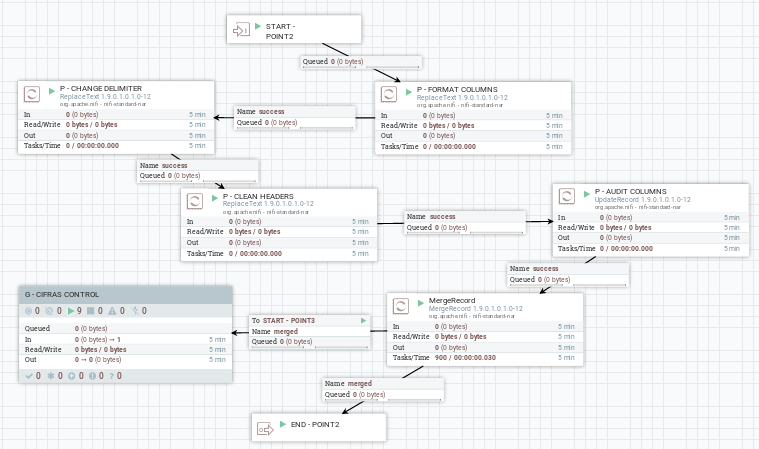 START -
POINT2
Queued 0 (0 bytes)
P - CHANGE DELIMITER
ReplaceText 1.9.0.1.0.1.0-12
org.apache.nifi - nifi-standard-nar
In 0 (0 bytes) 5 min
Read/Write 0 bytes / 0 bytes 5 min
Out 0 (0 bytes) 5 min
Tasks/Time 0 / 00:00:00.000 5 min
Name success
Queued 0 (0 bytes)
P - FORMAT COLUMNS
ReplaceText 1.9.0.1.0.1.0-12
org.apache.nifi - nifi-standard-nar
In 0 (0 bytes) 5 min
Read/Write 0 bytes / 0 bytes 5 min
Out 0 (0 bytes) 5 min
Tasks/Time 0 / 00:00:00.000 5 min
Name success
Queued 0 (0 bytes)
P - CLEAN HEADERS
ReplaceText 1.9.0.1.0.1.0-12
org.apache.nifi - nifi-standard-nar
In 0 (0 bytes) 5 min
Read/Write 0 bytes / 0 bytes 5 min
Out 0 (0 bytes) 5 min
Tasks/Time 0 / 00:00:00.000 5 min
Name success
Queued 0 (0 bytes)
P - AUDIT COLUMNS
UpdateRecord 1.9.0.1.0.1.0-12
org.apache.nifi - nifi-standard-nar
In 0 (0 bytes) 5 min
Read/Write 0 bytes / 0 bytes 5 min
Out 0 (0 bytes) 5 min
Tasks/Time 0 / 00:00:00.000 5 min
Name success
Queued 0 (0 bytes)
G - CIFRAS CONTROL
0 0 9 0 0 0
Queued 0 (0 bytes)
In 0 (0 bytes) → 1 5 min
Read/Write 0 bytes / 0 bytes 5 min
Out 0 → 0 (0 bytes) 5 min
0 0 0 0 ? 0
To START - POINT3
Name merged
Queued 0 (0 bytes)
MergeRecord
MergeRecord 1.9.0.1.0.1.0-12
org.apache.nifi - nifi-standard-nar
In 0 (0 bytes) 5 min
Read/Write 0 bytes / 0 bytes 5 min
Out 0 (0 bytes) 5 min
Tasks/Time 900 / 00:00:00.030 5 min
Name merged
Queued 0 (0 bytes)
END - POINT2